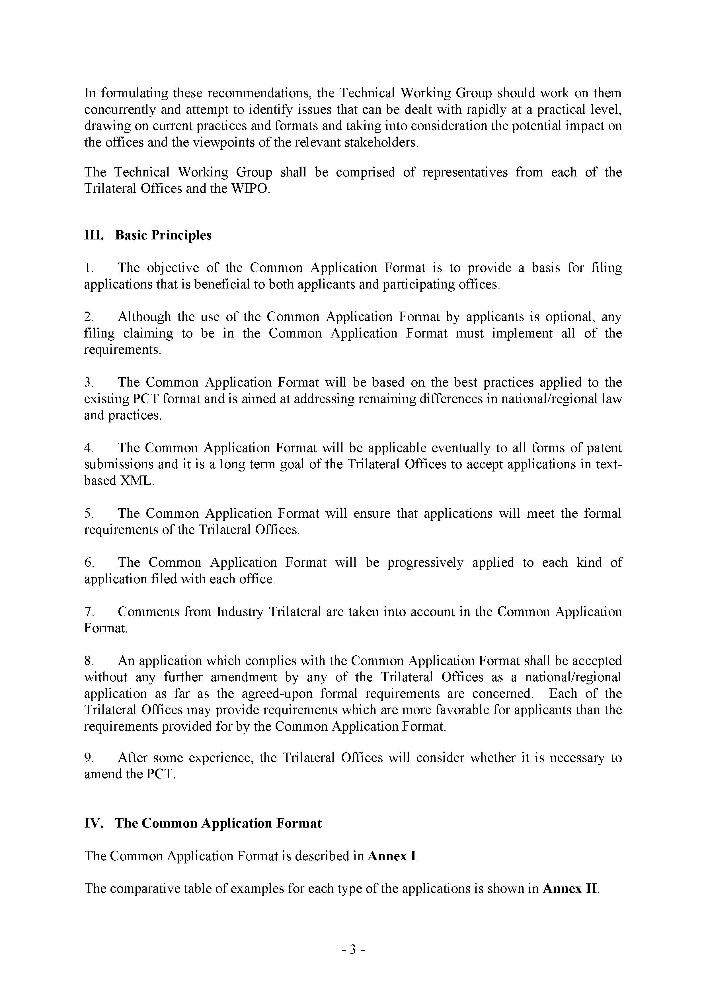 In formulating these recommendations, the Technical Working Group should work on them
concurrently and attempt to identify issues that can be dealt with rapidly at a practical level,
drawing on current practices and formats and taking into consideration the potential impact on
the offices and the viewpoints of the relevant stakeholders.
The Technical Working Group shall be comprised of representatives from each of the
Trilateral Offices and the WIPO.
III. Basic Principles
1. The objective of the Common Application Format is to provide a basis for filing
applications that is beneficial to both applicants and participating offices.
2. Although the use of the Common Application Format by applicants is optional, any
filing claiming to be in the Common Application Format must implement all of the
requirements.
3. The Common Application Format will be based on the best practices applied to the
existing PCT format and is aimed at addressing remaining differences in national/regional law
and practices.
4. The Common Application Format will be applicable eventually to all forms of patent
submissions and it is a long term goal of the Trilateral Offices to accept applications in text-
based XML.
5. The Common Application Format will ensure that applications will meet the formal
requirements of the Trilateral Offices.
6. The Common Application Format will be progressively applied to each kind of
application filed with each office.
7. Comments from Industry Trilateral are taken into account in the Common Application
Format.
8. An application which complies with the Common Application Format shall be accepted
without any further amendment by any of the Trilateral Offices as a national/regional
application as far as the agreed-upon formal requirements are concerned. Each of the
Trilateral Offices may provide requirements which are more favorable for applicants than the
requirements provided for by the Common Application Format.
9. After some experience, the Trilateral Offices will consider whether it is necessary to
amend the PCT.
IV. The Common Application Format
The Common Application Format is described in Annex I.
The comparative table of examples for each type of the applications is shown in Annex II.
- 3 -